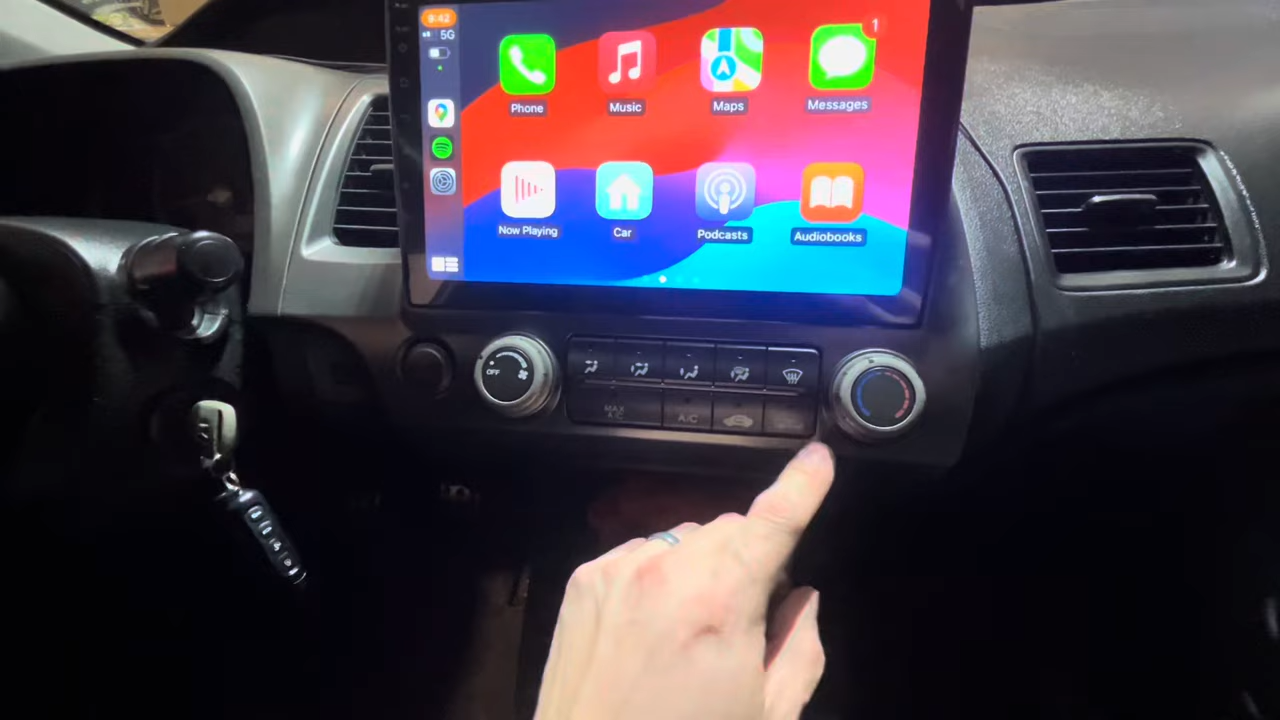 9:42
5G
1
Phone
Music
Maps
Messages
Now Playing
Car
Podcasts
Audiobooks
OFF
MAX
A/C
A/C